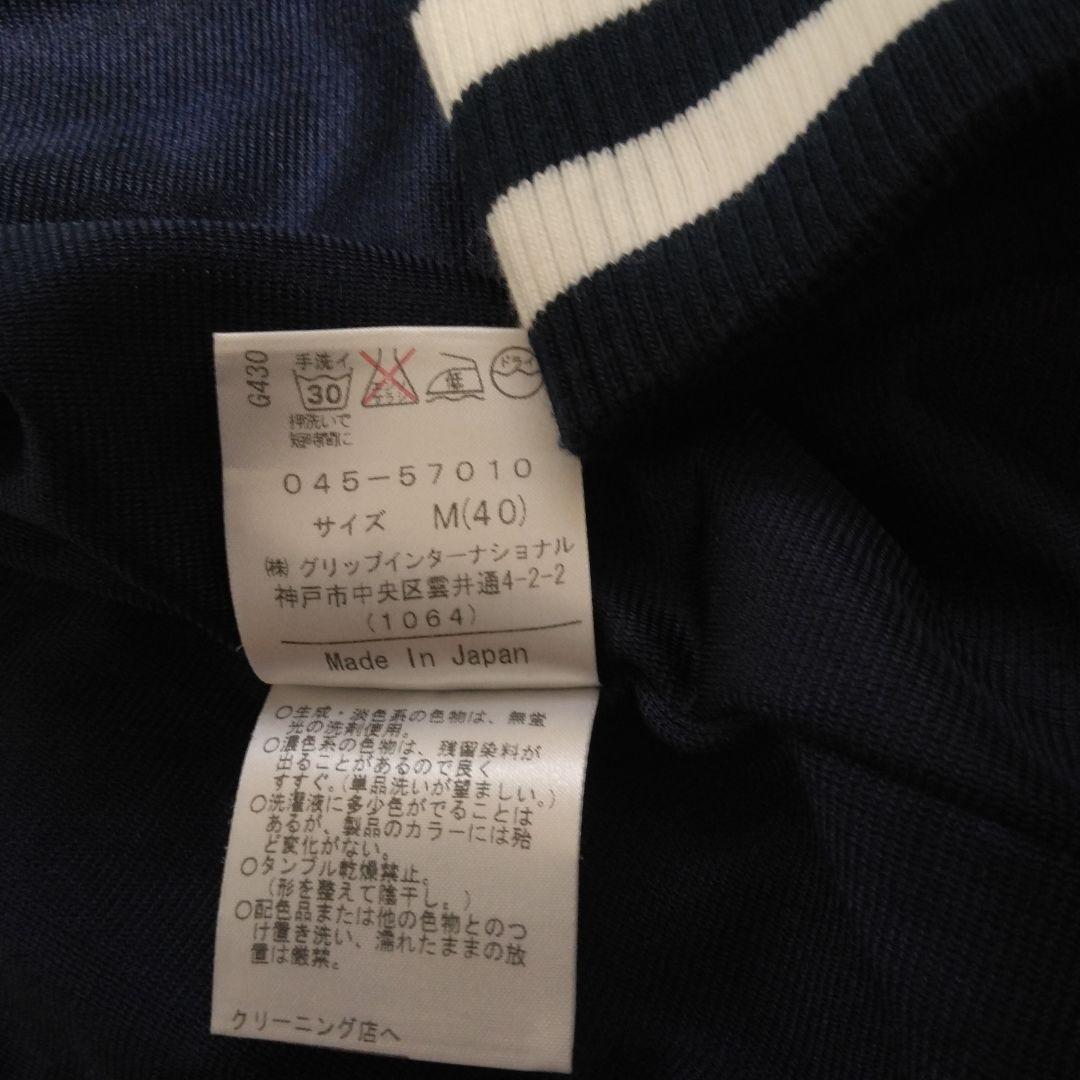 G430
手洗イ
30
エンソ
サラシ
低
ドライ
押洗いで
短時間に
045-57010
サイズ M(40)
㈱グリップインターナショナル
神戸市中央区雲井通4-2-2
(1064)
Made In Japan
○生成・淡色系の色物は、無蛍
光の洗剤使用。
○濃色系の色物は、残留染料が
出ることがあるので良く
すすぐ。(単品洗いが望ましい。)
○洗濯液に多少色がでることは
あるが、製品のカラーには殆
ど変化がない。
○タンブル乾燥禁止。
(形を整えて陰干し。)
○配色品または他の色物とのつ
け置き洗い、濡れたままの放
置は厳禁。
クリーニング店へ